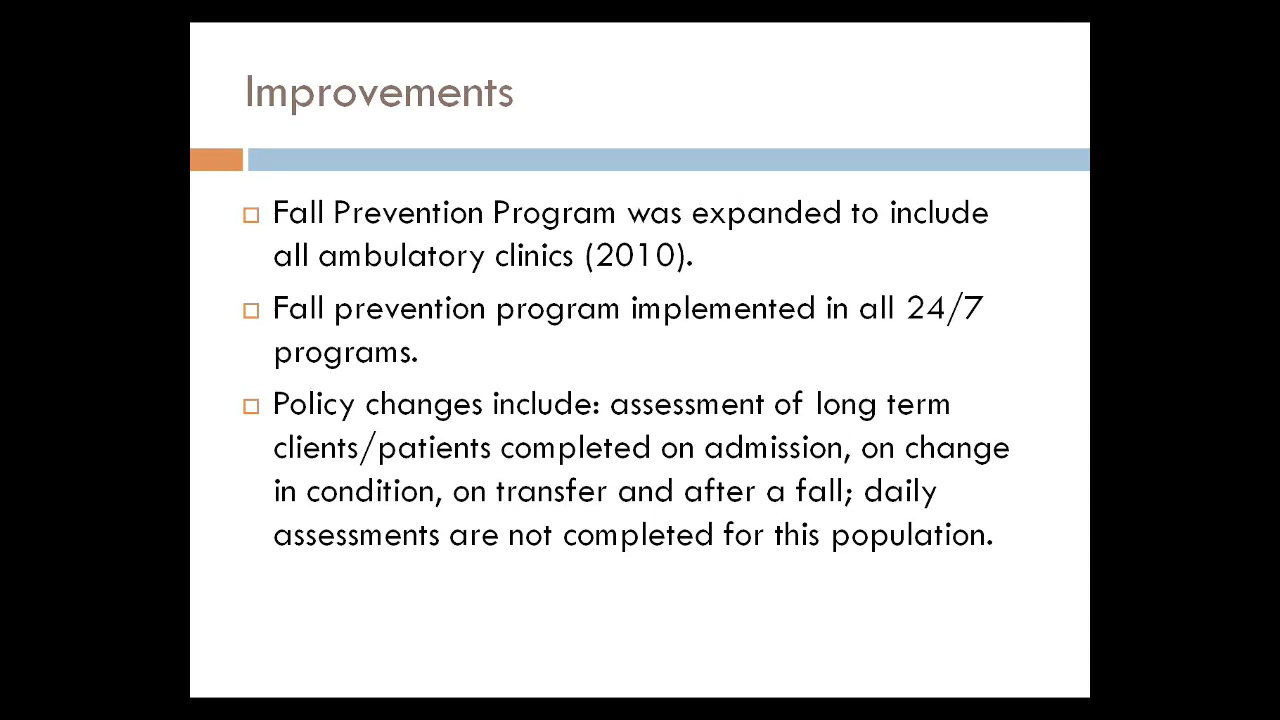 Improvements
Fall Prevention Program was expanded to include
all ambulatory clinics (2010).
Fall prevention program implemented in all 24/7
programs.
Policy changes include: assessment of long term
clients/patients completed on admission, on change
in condition, on transfer and after a fall; daily
assessments are not completed for this population.